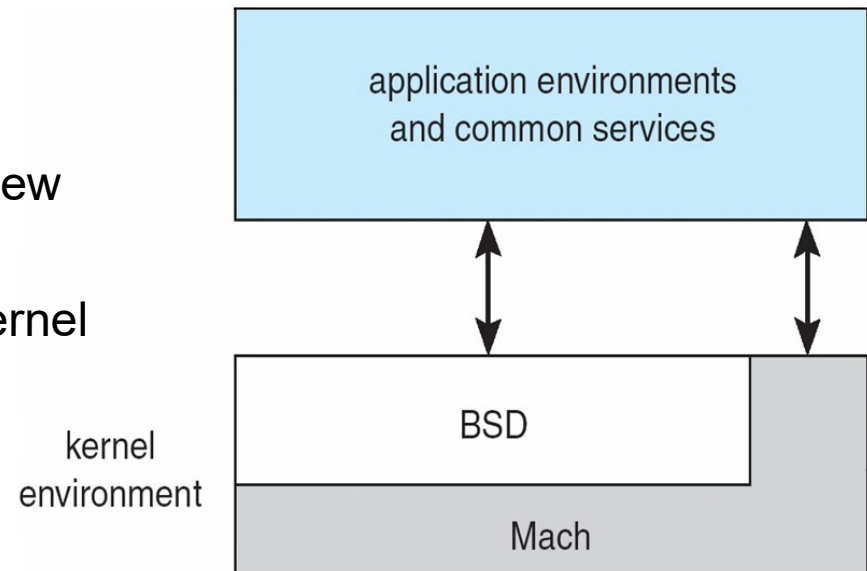 application environments
and common services
ew
ernel
BSD
kernel
environment
Mach